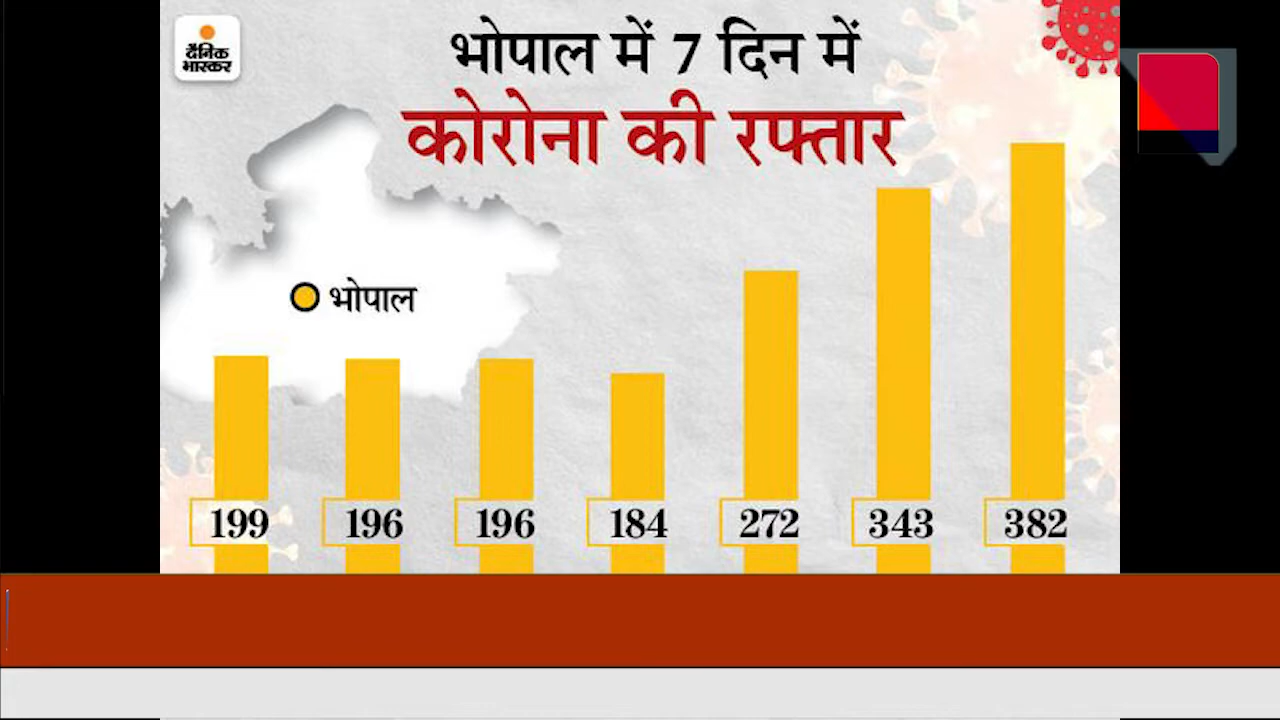 दैनिक
भास्कर
भोपाल में 7 दिन में
कोरोना की रफ्तार
भोपाल
199 196 196 184 272 343 382